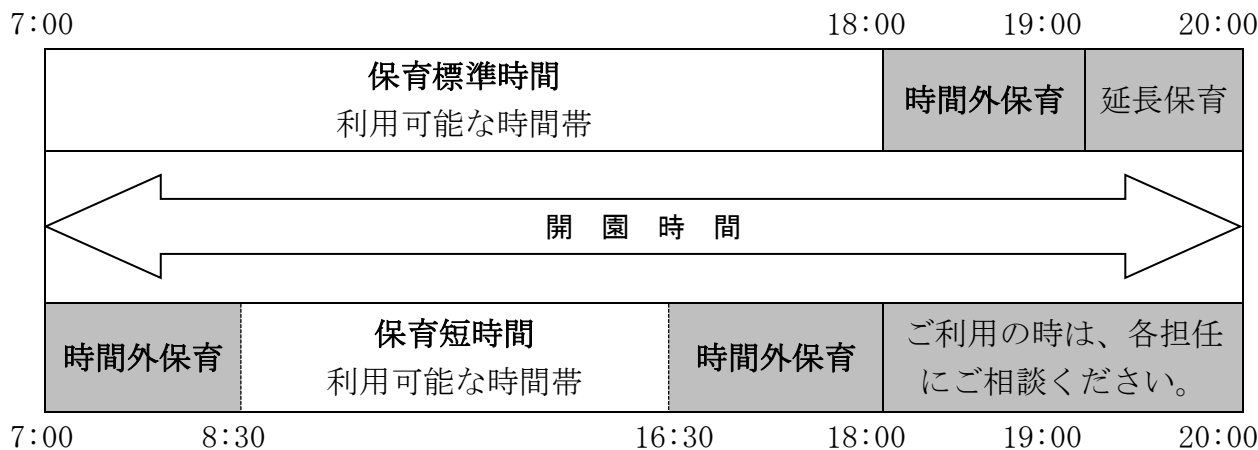 7:00 18:00 19:00 20:00
保育標準時間
利用可能な時間帯
時間外保育
延長保育
開園時間
時間外保育
保育短時間
利用可能な時間帯
時間外保育
ご利用の時は、各担任
にご相談ください。
7:00 8:30 16:30 18:00 19:00 20:00